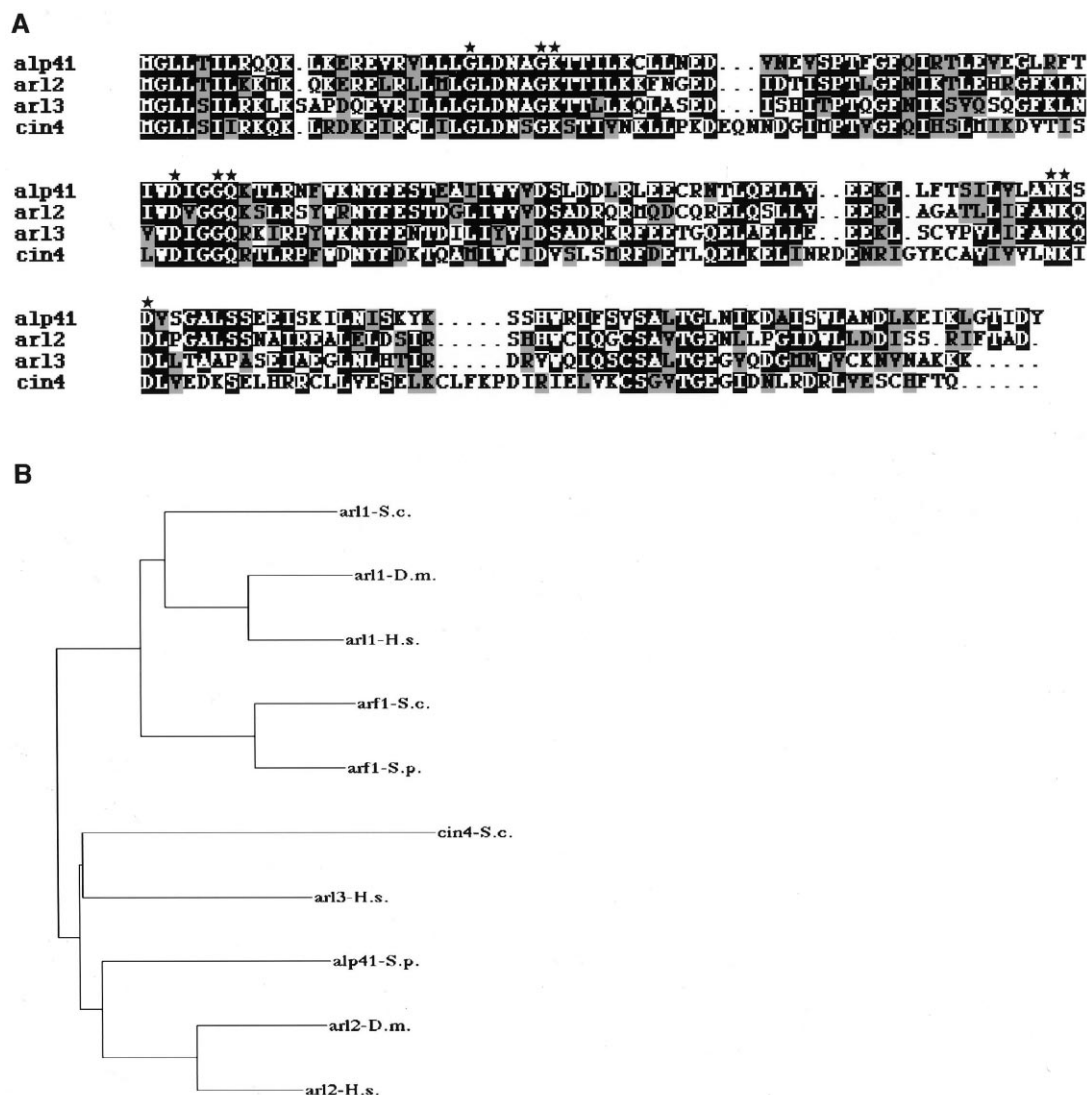 A
★ ★★
alp41 MGLLTILRQQK.LKEREVRVLLLGLDNAGKTTILKCLLNED...VNEVSPTFGFQIRTLEVEGLRFT
arl2 MGLLTILKKMK.QKERELRLLMLGLDNAGKTTILKKFNGED...IDTISPTLGFNIKTLEHRGFKLN
arl3 MGLLSILRKLKSAPDQEVRILLLGLDNAGKTTLLKQLASED...ISHITPTQGFNIKSVQSQGFKLN
cin4 MGLLSIIRKQK.LRDKEIRCLILGLDNSGKSTIVNKLLPKDEQNNDGIMPTVGFQIHSLMIKDVTIS
★ ★★ ★★
alp41 IWDIGGQKTLRNFWKNYFESTEAIIWVVDSLDDLRLEECRNTLQELLV.EEKL.LFTSILVLANKS
arl2 IWDVGGQKSLRSYWRNYFESTDGLIWVVDSADRQRMQDCQRELQSLLV.EERL.AGATLLIFANKQ
arl3 VWDIGGQRKIRPYWKNYFENTDILIYVIDSADRKRFEETGQELAELLE.EEKL.SCVPVLIFANKQ
cin4 LWDIGGQRTLRPFWDNYFDKTQAMIWCIDVSLSMRFDETLQELKELINRDENRIGYECAVIVVLNKI
★
alp41 DVSGALSSEEISKILNISKYK.....SSHWRIFSVSALTGLNIKDAISWLANDLKEIKLGTIDY
arl2 DLPGALSSNAIREALELDSIR.....SHHWCIQGCSAVTGENLLPGIDWLLDDISS.RIFTAD.
arl3 DLLTAAPASEIAEGLNLHTIR.....DRVWQIQSCSALTGEGVQDGMNWVCKNVNAKKK.....
cin4 DLVEDKSELHRRCLLVESELKCLFKPDIRIELVKCSGVTGEGIDNLRDRLVESCHFTQ......
B
arl1-S.c.
arl1-D.m.
arl1-H.s.
arf1-S.c.
arf1-S.p.
cin4-S.c.
arl3-H.s.
alp41-S.p.
arl2-D.m.
arl2-H.s.